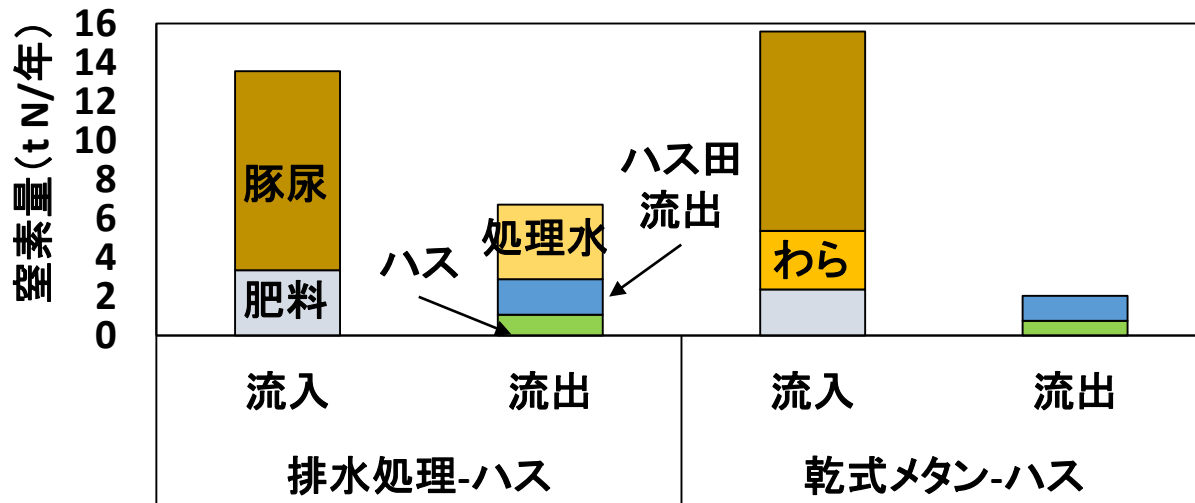 窒素量(t N/年)
16
14
12
10
8
6
4
2
0
豚尿
肥料
ハス
処理水
ハス田
流出
わら
流入
流出
流入
流出
排水処理-ハス
乾式メタン-ハス